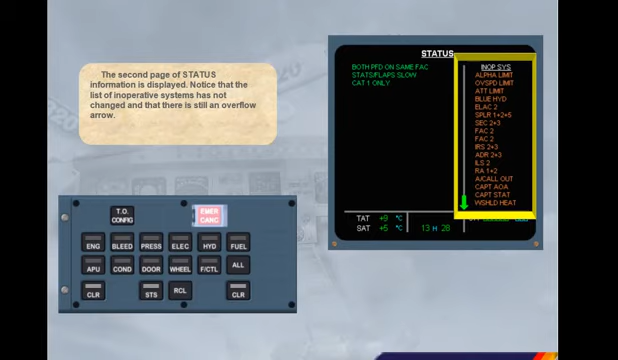 The second page of STATUS
information is displayed. Notice that the
list of inoperative systems has not
changed and that there is still an overflow
arrow.
STATUS
BOTH PFD ON SAME FAC
STATS/FLAPS SLOW
CAT 1 ONLY
INOP SYS
ALPHA LIMIT
OVSPD LIMIT
ATT LIMIT
BLUE HYD
ELAC 2
SPLR 1+2+5
SEC 2+3
FAC 2
FAC 2
IRS 2+3
ADR 2+3
ILS 2
RA 1+2
A/CALL OUT
CAPT AOA
CAPT STAT
WSHLD HEAT
TAT +9 °C
SAT +5 °C 13 H 28
T.O. CONFIG
EMER CANC
ENG BLEED PRESS ELEC HYD FUEL
APU COND DOOR WHEEL F/CTL ALL
CLR STS RCL CLR